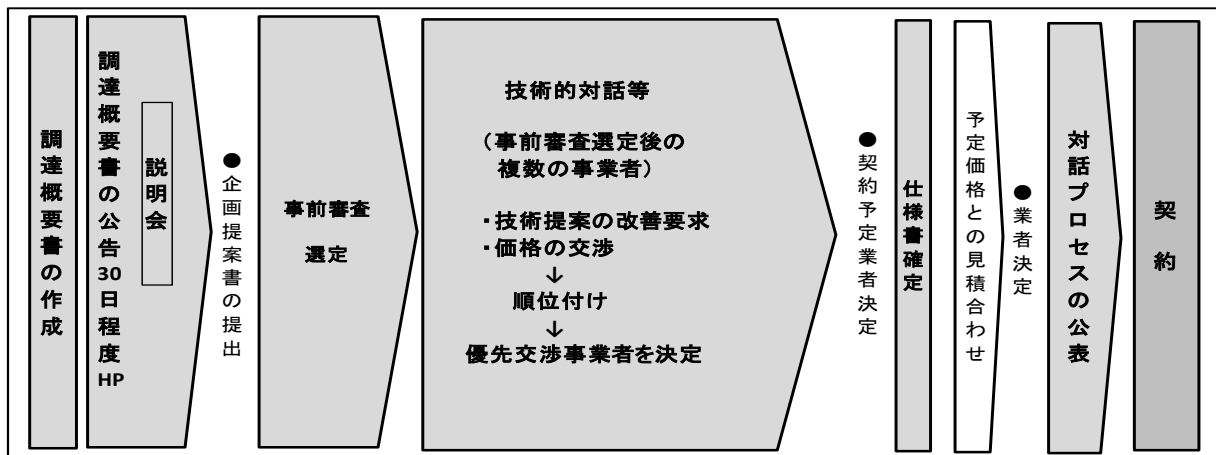 調達概要書の作成
調達概要書の公告30日程度HP
説明会
●企画提案書の提出
事前審査
選定
技術的対話等
（事前審査選定後の
複数の事業者）
・技術提案の改善要求
・価格の交渉
↓
順位付け
↓
優先交渉事業者を決定
●契約予定業者決定
仕様書確定
予定価格との見積合わせ
●業者決定
対話プロセスの公表
契約